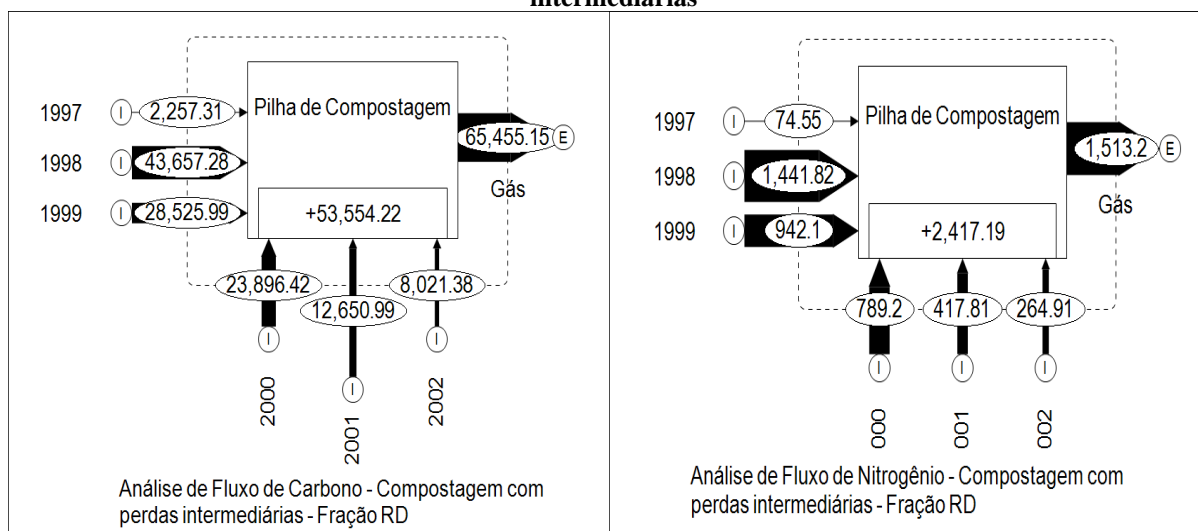 intermediárias
1997 I 2,257.31
1998 I 43,657.28
1999 I 28,525.99
Pilha de Compostagem
65,455.15 E
Gás
+53,554.22
23,896.42
12,650.99
8,021.38
I I I
2000
2001
2002
Análise de Fluxo de Carbono - Compostagem com
perdas intermediárias - Fração RD
1997 I 74.55
1998 I 1,441.82
1999 I 942.1
Pilha de Compostagem
1,513.2 E
Gás
+2,417.19
789.2 417.81 264.91
I I I
000
001
002
Análise de Fluxo de Nitrogênio - Compostagem com
perdas intermediárias - Fração RD